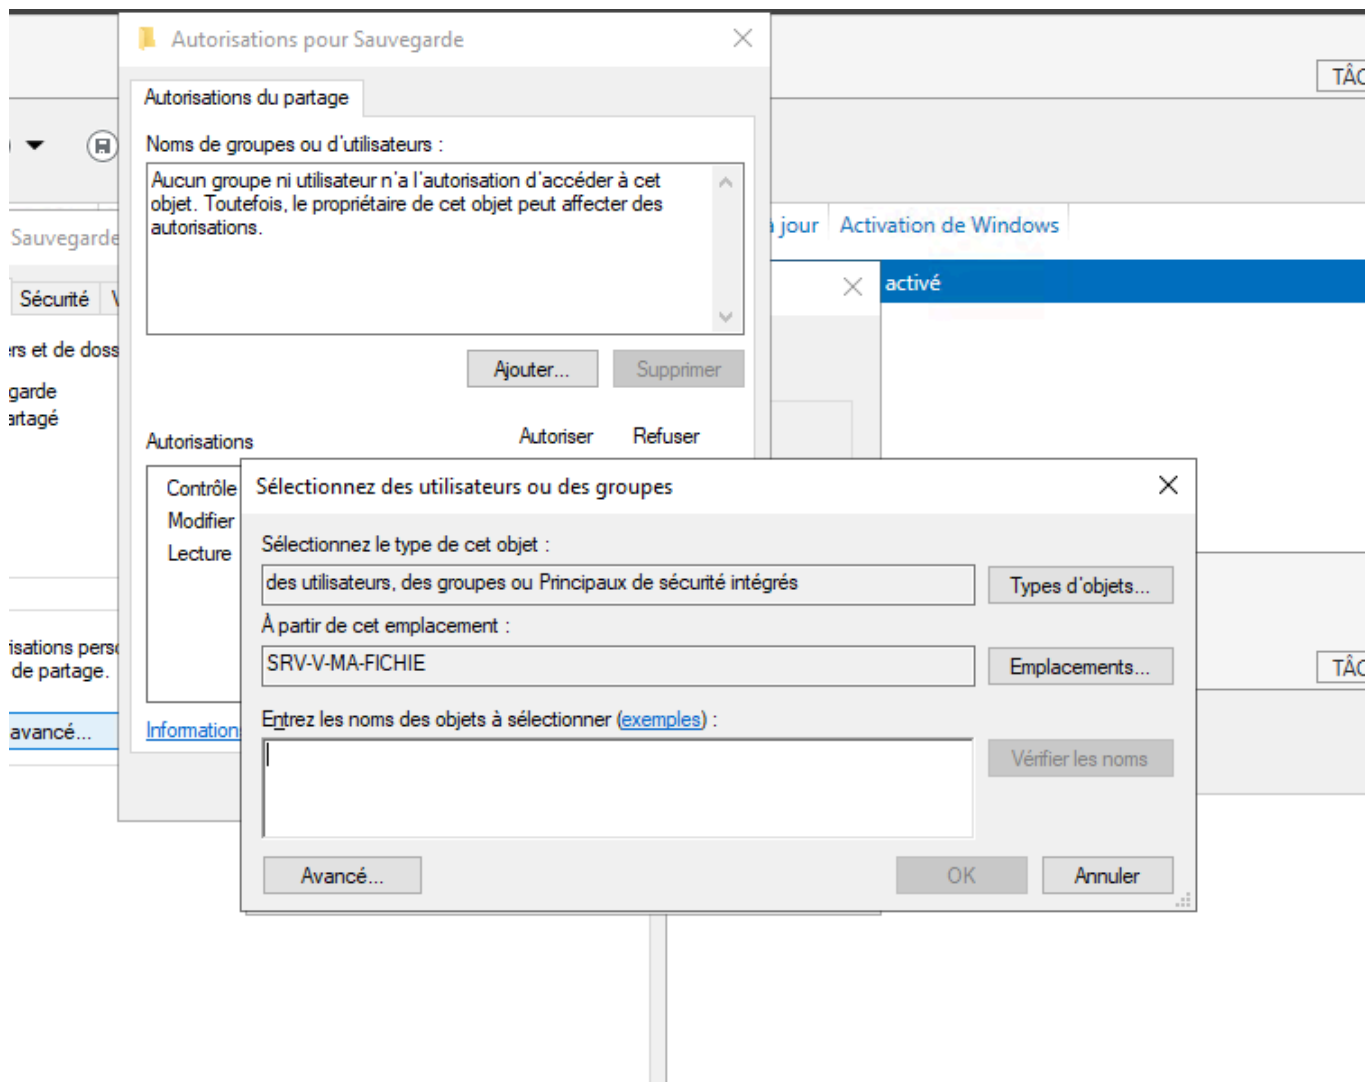 Autorisations pour Sauvegarde
TÂC
Autorisations du partage
Noms de groupes ou d'utilisateurs :
Aucun groupe ni utilisateur n'a l'autorisation d'accéder à cet
objet. Toutefois, le propriétaire de cet objet peut affecter des
autorisations.
Sauvegarde
à jour
Activation de Windows
activé
Sécurité
ers et de doss
garde
artagé
Ajouter...
Supprimer
Autorisations
Autoriser
Refuser
Contrôle
Modifier
Lecture
Sélectionnez des utilisateurs ou des groupes
Sélectionnez le type de cet objet :
des utilisateurs, des groupes ou Principaux de sécurité intégrés
Types d'objets...
À partir de cet emplacement :
SRV-V-MA-FICHIE
Emplacements...
isations perso
de partage.
TÂC
avancé...
Information
Entrez les noms des objets à sélectionner (exemples) :
Vérifier les noms
Avancé...
OK
Annuler